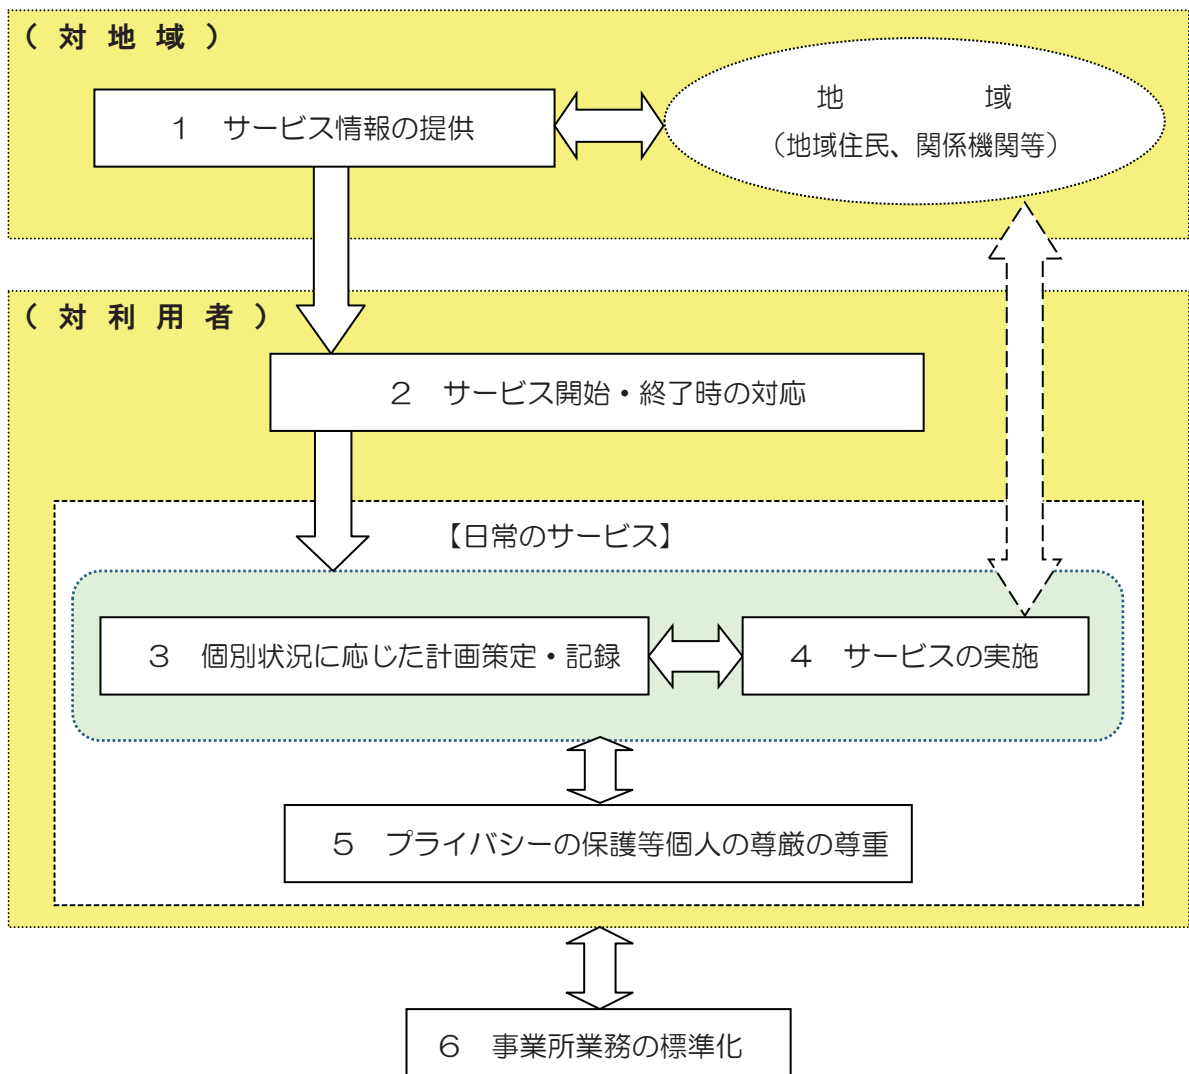 （対地域）
１　サービス情報の提供
地　　　域
（地域住民、関係機関等）
（対利用者）
２　サービス開始・終了時の対応
【日常のサービス】
３　個別状況に応じた計画策定・記録
４　サービスの実施
５　プライバシーの保護等個人の尊厳の尊重
６　事業所業務の標準化